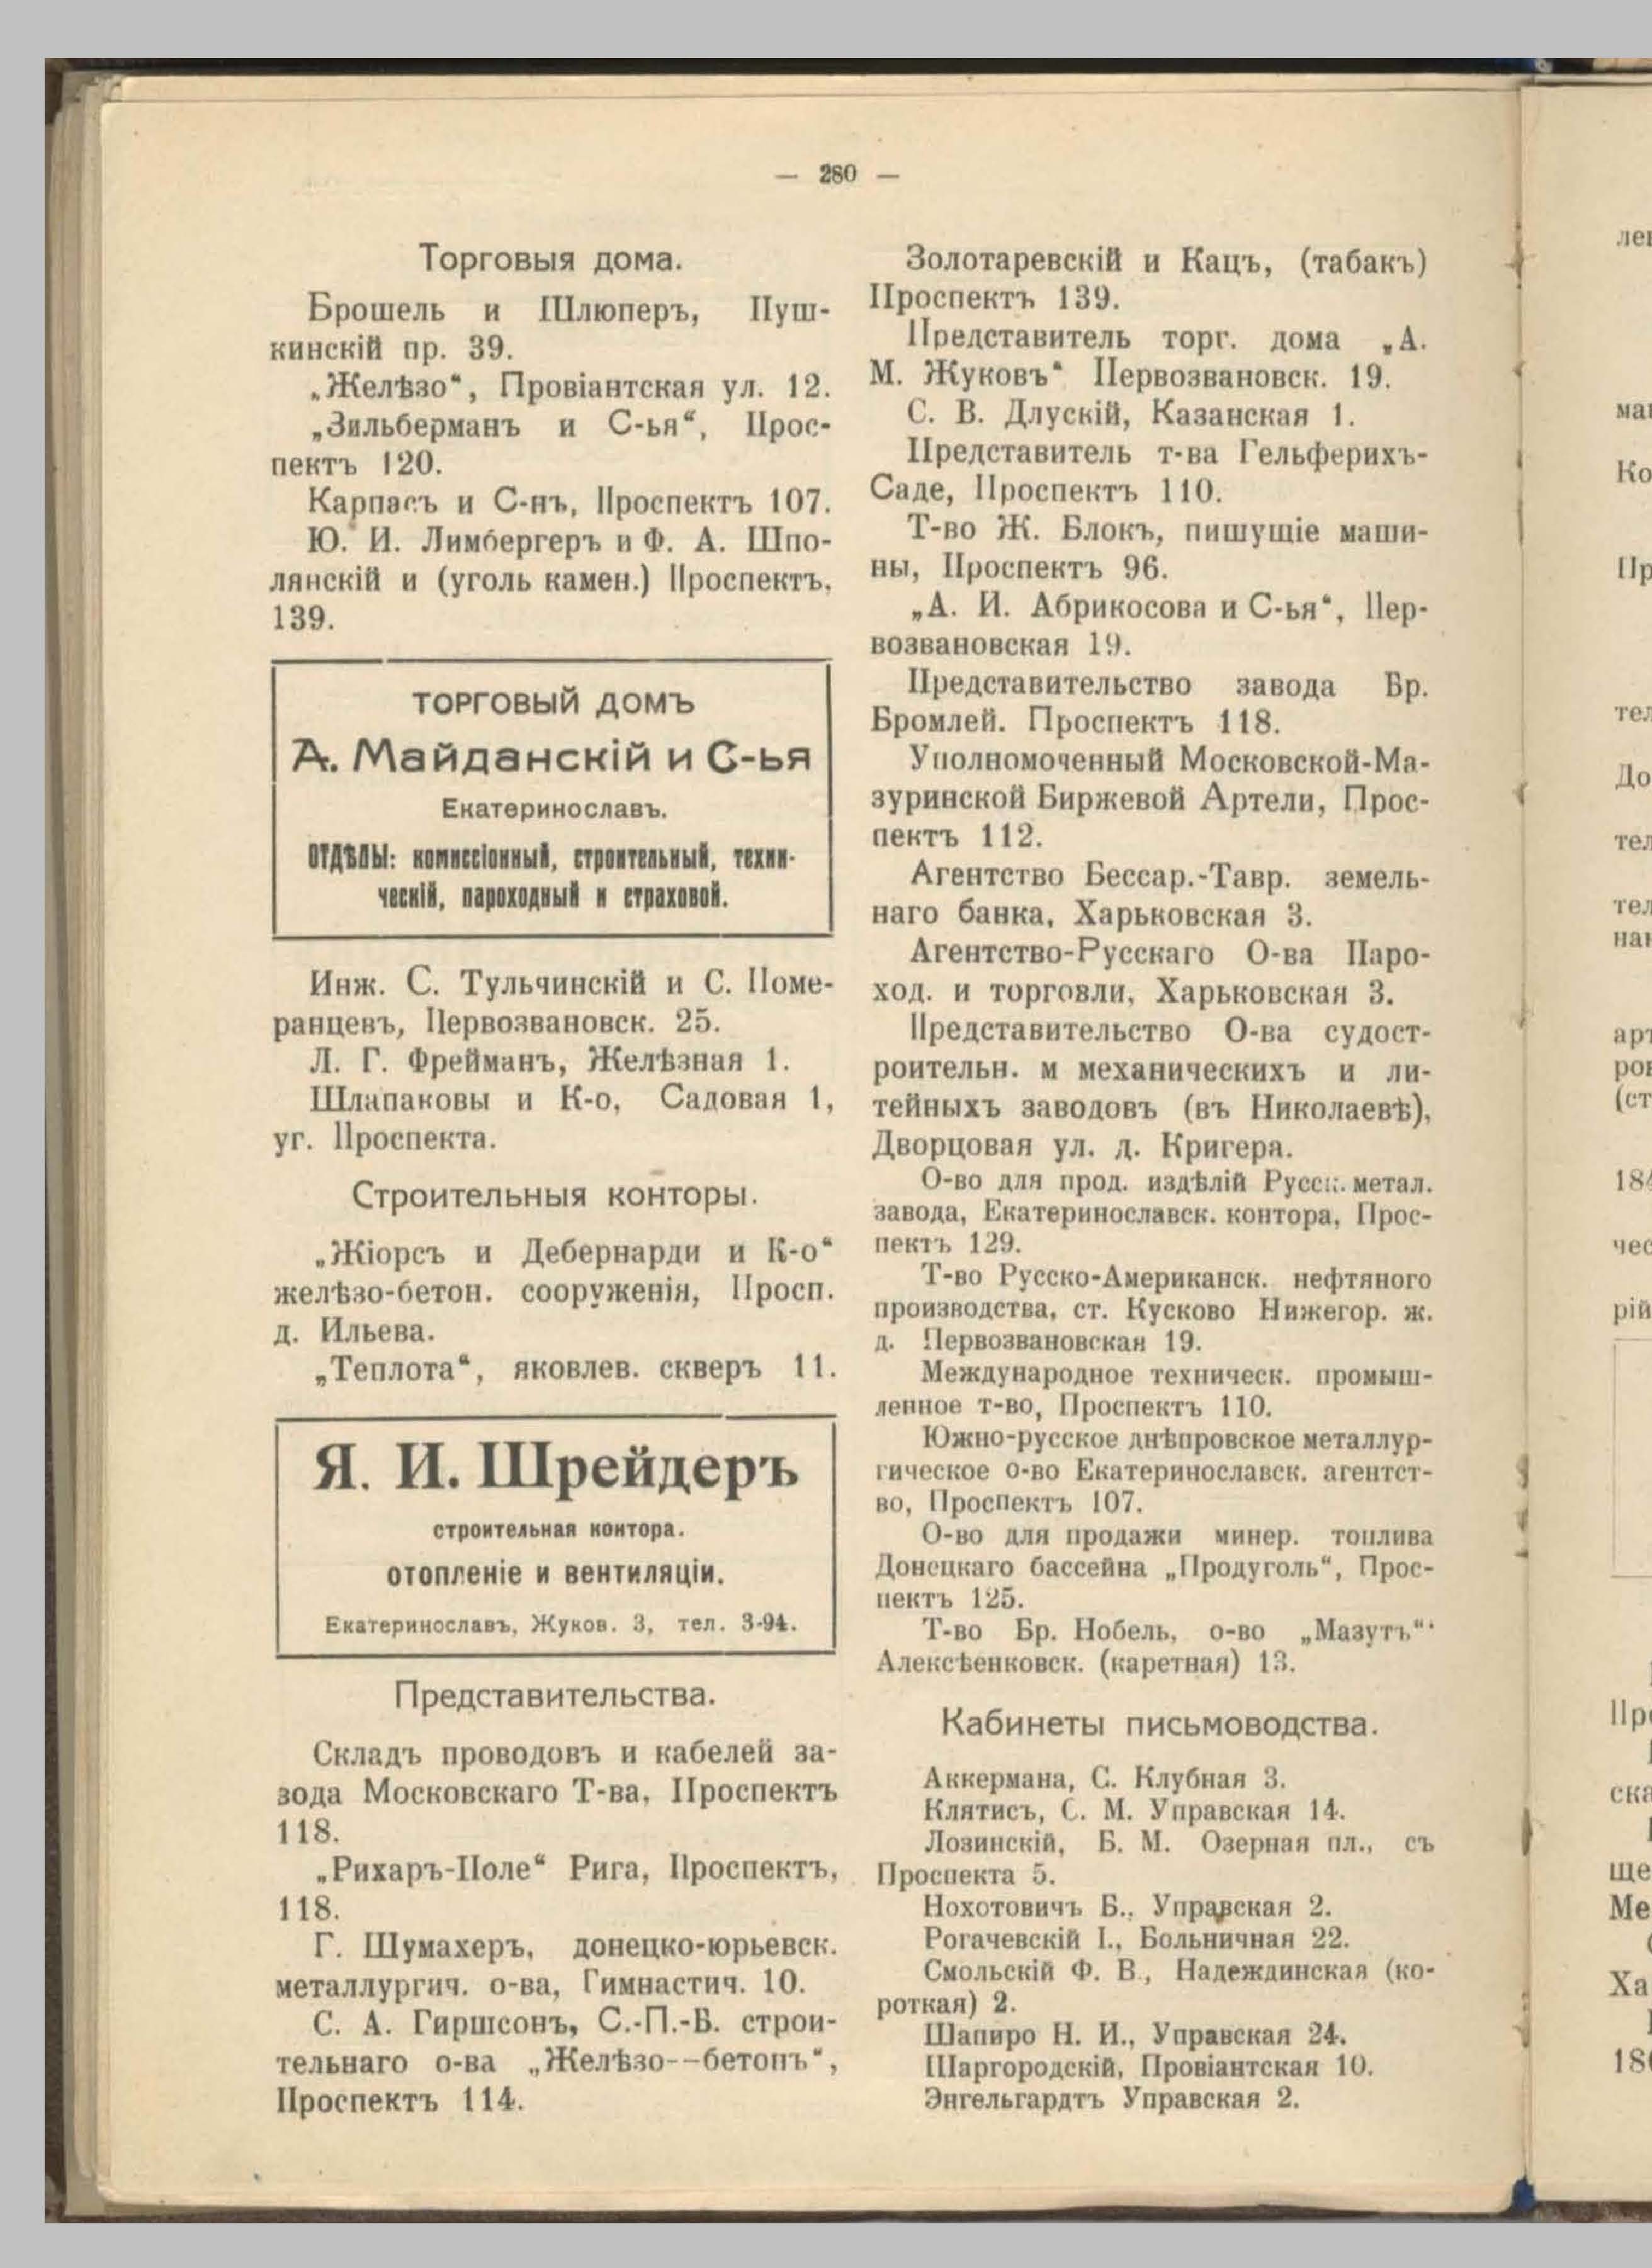 — 280 —
Торговыя дома.
Брошель и Шлюперъ, Пуш-
кинскій пр. 39.
„Желѣзо“, Провіантская ул. 12.
„Зильберманъ и С-ья“, Прос-
пектъ 120.
Карпасъ и С-нъ, Проспектъ 107.
Ю. И. Лимбергеръ и Ф. А. Шпо-
лянскій и (уголь камен.) Проспектъ,
139.
ТОРГОВЫЙ ДОМЪ
А. Майданскій и С-ья
Екатеринославъ.
ОТДѢЛЫ: комиссіонный, строительный, техни-
ческій, пароходный и страховой.
Инж. С. Тульчинскій и С. Поме-
ранцевъ, Первозвановск. 25.
Л. Г. Фрейманъ, Желѣзная 1.
Шлапаковы и К-о, Садовая 1,
уг. Проспекта.
Строительныя конторы.
„Жіорсъ и Дебернарди и К-о“
желѣзо-бетон. сооруженія, Просп.
д. Ильева.
„Теплота“, яковлев. скверъ 11.
Я. И. Шрейдеръ
строительная контора.
отопленіе и вентиляціи.
Екатеринославъ, Жуков. 3, тел. 3-94.
Представительства.
Складъ проводовъ и кабелей за-
вода Московскаго Т-ва, Проспектъ
118.
„Рихаръ-Поле“ Рига, Проспектъ,
118.
Г. Шумахеръ, донецко-юрьевск.
металлургич. о-ва, Гимнастич. 10.
С. А. Гиршсонъ, С.-П.-Б. строи-
тельнаго о-ва „Желѣзо--бетонъ“,
Проспектъ 114.
Золотаревскій и Кацъ, (табакъ)
Проспектъ 139.
Представитель торг. дома „А.
М. Жуковъ“ Первозвановск. 19.
С. В. Длускій, Казанская 1.
Представитель т-ва Гельферихъ-
Саде, Проспектъ 110.
Т-во Ж. Блокъ, пишущіе маши-
ны, Проспектъ 96.
„А. И. Абрикосова и С-ья“, Пер-
возвановская 19.
Представительство завода Бр.
Бромлей. Проспектъ 118.
Уполномоченный Московской-Ма-
зуринской Биржевой Артели, Прос-
пектъ 112.
Агентство Бессар.-Тавр. земель-
наго банка, Харьковская 3.
Агентство-Русскаго О-ва Паро-
ход. и торговли, Харьковская 3.
Представительство О-ва судост-
роительн. м механическихъ и ли-
тейныхъ заводовъ (въ Николаевѣ),
Дворцовая ул. д. Кригера.
О-во для прод. издѣлій Русск. метал.
завода, Екатеринославск. контора, Прос-
пектъ 129.
Т-во Русско-Американск. нефтяного
производства, ст. Кусково Нижегор. ж.
д. Первозвановская 19.
Международное техническ. промыш-
ленное т-во, Проспектъ 110.
Южно-русское днѣпровское металлур-
гическое о-во Екатеринославск. агентст-
во, Проспектъ 107.
О-во для продажи минер. топлива
Донецкаго бассейна „Продуголь“, Прос-
пектъ 125.
Т-во Бр. Нобель, о-во „Мазутъ“
Алексѣенковск. (каретная) 13.
Кабинеты письмоводства.
Аккермана, С. Клубная 3.
Клятисъ, С. М. Управская 14.
Лозинскій, Б. М. Озерная пл., съ
Проспекта 5.
Нохотовичъ Б., Управская 2.
Рогачевскій І., Больничная 22.
Смольскій Ф. В., Надеждинская (ко-
роткая) 2.
Шапиро Н. И., Управская 24.
Шаргородскій, Провіантская 10.
Энгельгардтъ Управская 2.